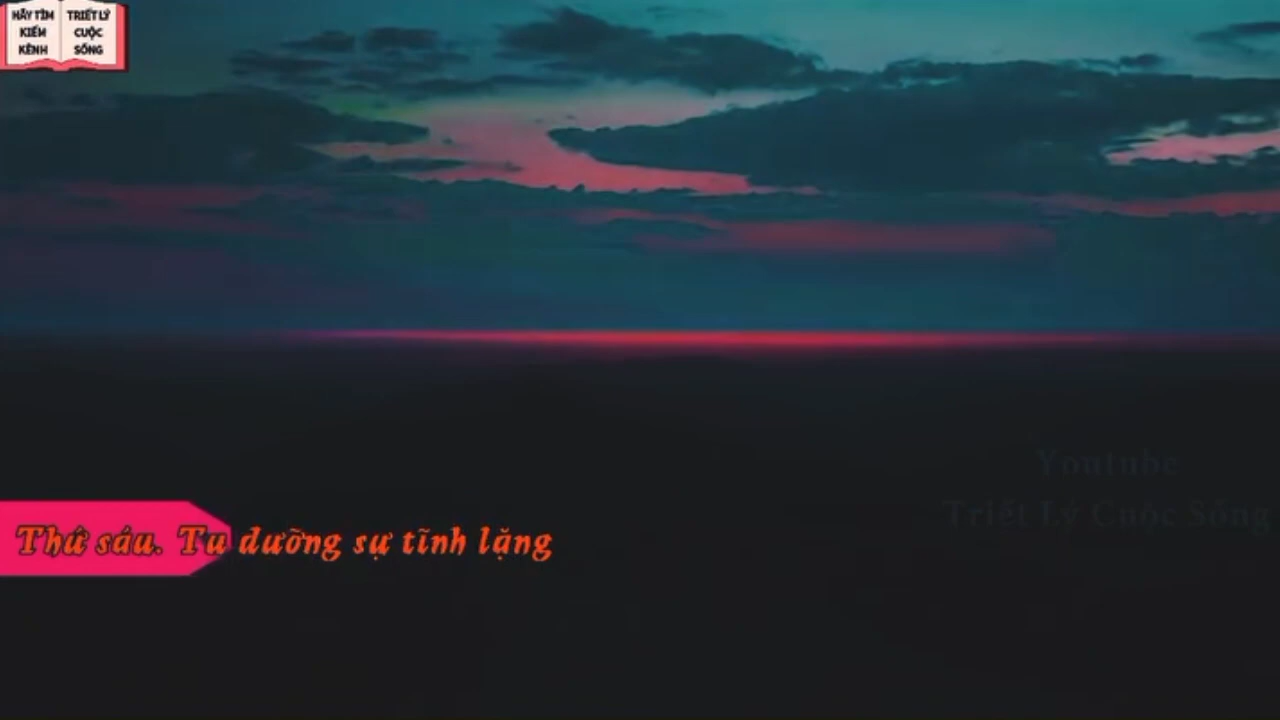 HÃY TÌM
KIẾM
KÊNH
TRIẾT LÝ
CUỘC
SỐNG
Youtube
Triết Lý Cuộc Sống
Thứ sáu. Tu dưỡng sự tĩnh lặng